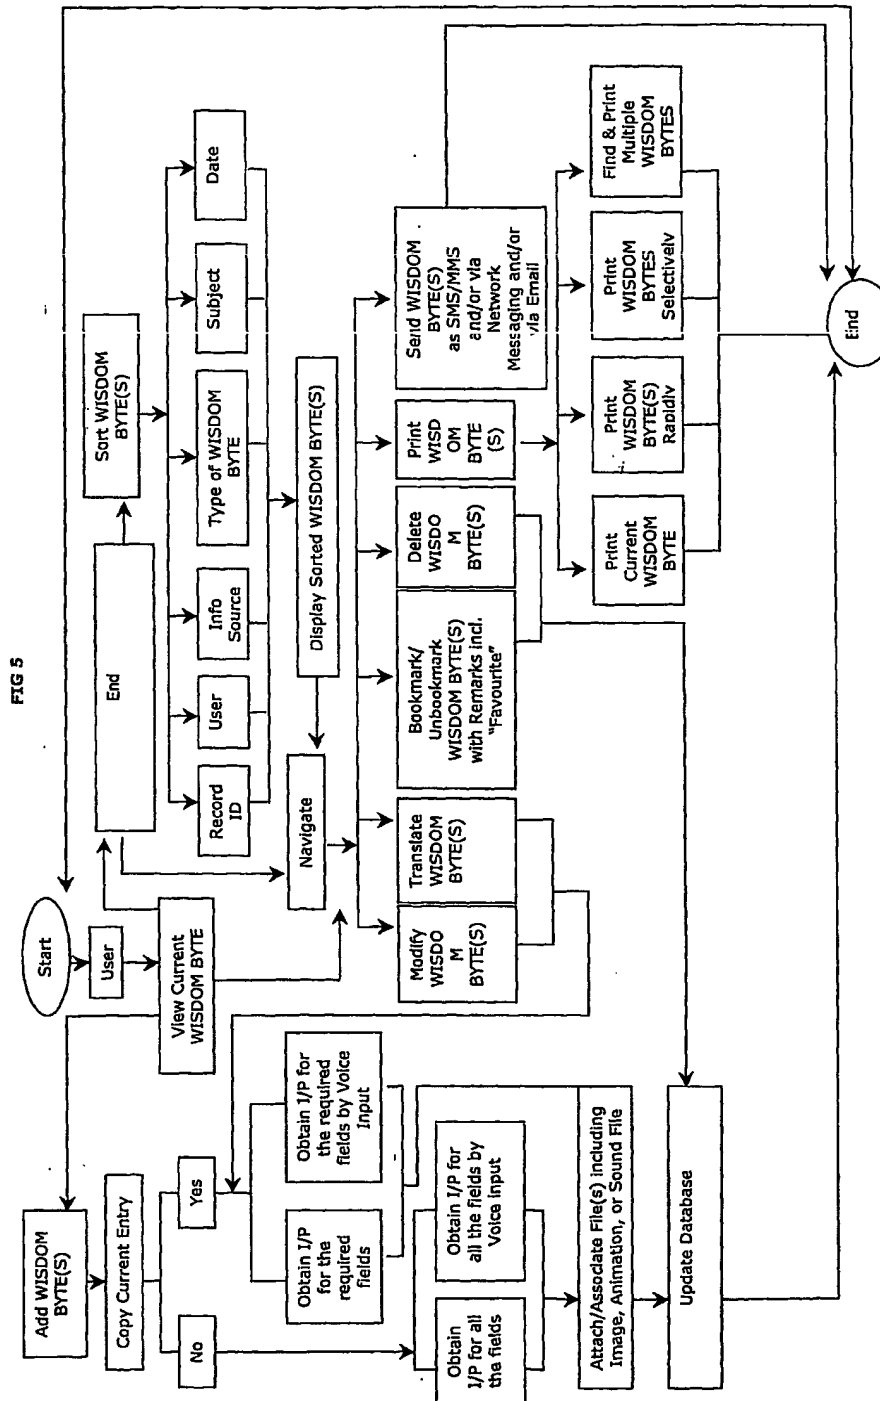 FIG 5
Start
User
View Current
WISDOM BYTE
Add WISDOM
BYTE(S)
Copy Current Entry
No
Yes
Obtain I/P
for the
required
fields
Obtain I/P for
the required
fields by Voice
Input
Obtain
I/P for all
the fields
Obtain I/P for
all the fields by
Voice Input
Attach/Associate File(s) including
Image, Animation, or Sound File
Update Database
End
Sort WISDOM
BYTE(S)
Record
ID
User
Info
Source
Type of WISDOM
BYTE
Subject
Date
Display Sorted WISDOM BYTE(S)
Navigate
Modify
WISDO
M
BYTE(S)
Translate
WISDOM
BYTE(S)
Bookmark/
Unbookmark
WISDOM BYTE(S)
with Remarks incl.
"Favourite"
Delete
WISDO
M
BYTE(S)
Print
WISD
OM
BYTE
(S)
Send WISDOM
BYTE(S)
as SMS/MMS
and/or via
Network
Messaging and/or
via Email
Print
Current
WISDOM
BYTE
Print
WISDOM
BYTE(S)
Rapidly
Print
WISDOM
BYTES
Selectively
Find & Print
Multiple
WISDOM
BYTES
End